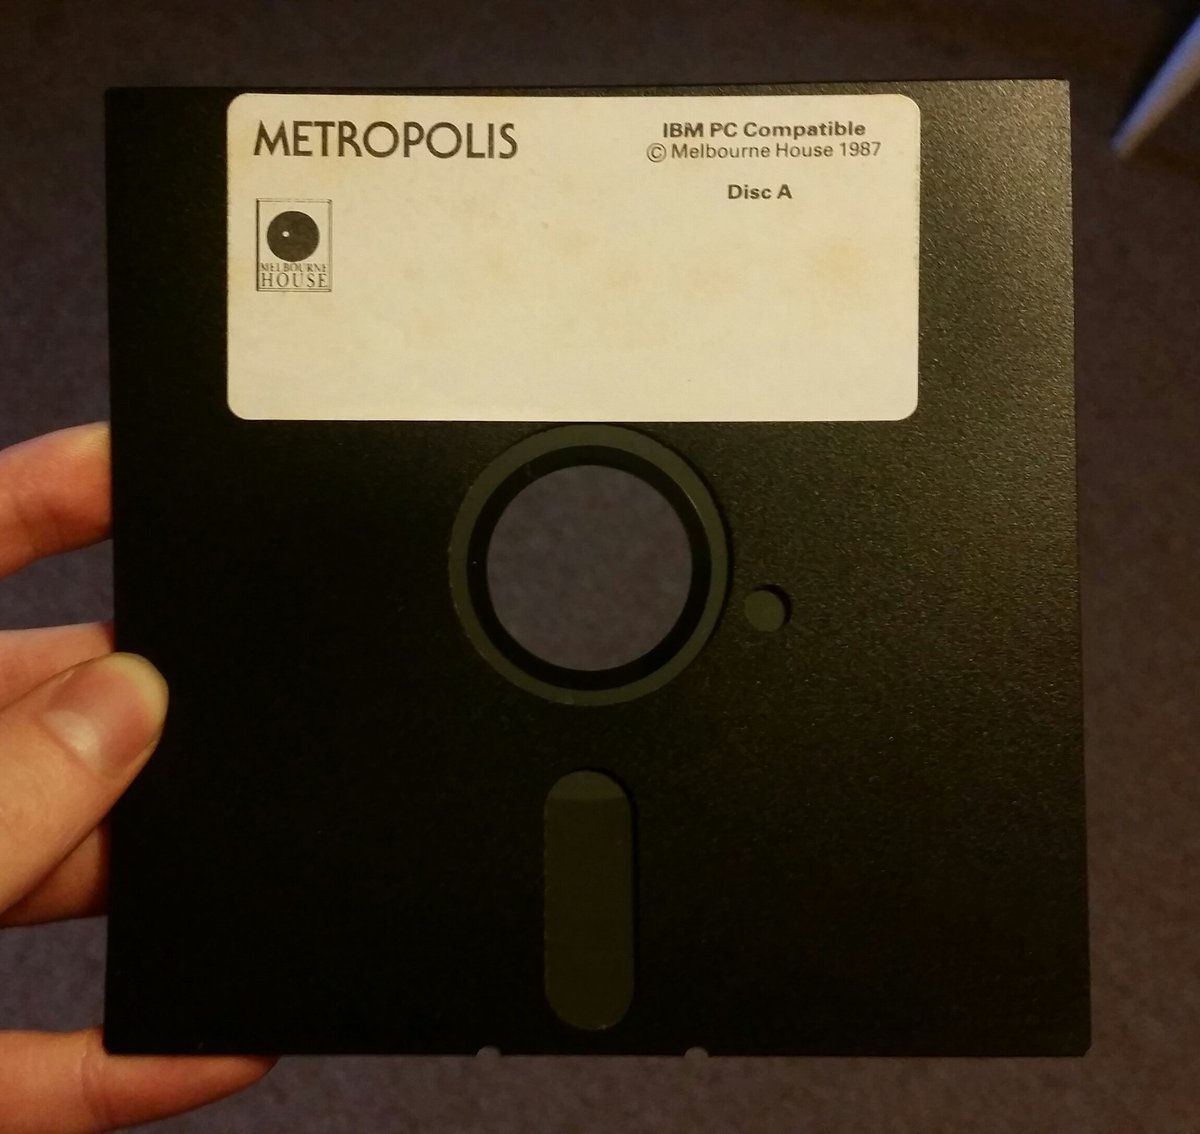 METROPOLIS
IBM PC Compatible
© Melbourne House 1987
Disc A
MELBOURNE
HOUSE